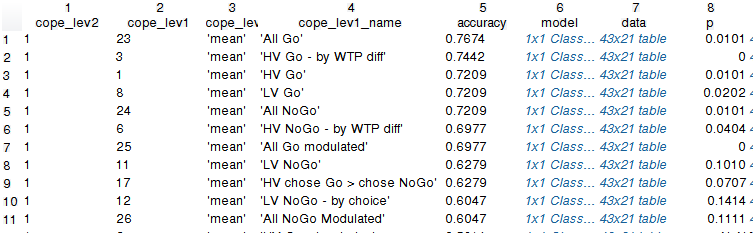 1 2 3 4 5 6 7 8
cope_lev2 cope_lev1 cope_lev cope_lev1_name accuracy model data p
1 1 23 'mean' 'All Go' 0.7674 1x1 Class... 43x21 table 0.0101
2 1 3 'mean' 'HV Go - by WTP diff' 0.7442 1x1 Class... 43x21 table 0
3 1 1 'mean' 'HV Go' 0.7209 1x1 Class... 43x21 table 0.0101
4 1 8 'mean' 'LV Go' 0.7209 1x1 Class... 43x21 table 0.0202
5 1 24 'mean' 'All NoGo' 0.7209 1x1 Class... 43x21 table 0.0101
6 1 6 'mean' 'HV NoGo - by WTP diff' 0.6977 1x1 Class... 43x21 table 0.0404
7 1 25 'mean' 'All Go modulated' 0.6977 1x1 Class... 43x21 table 0
8 1 11 'mean' 'LV NoGo' 0.6279 1x1 Class... 43x21 table 0.1010
9 1 17 'mean' 'HV chose Go > chose NoGo' 0.6279 1x1 Class... 43x21 table 0.0707
10 1 12 'mean' 'LV NoGo - by choice' 0.6047 1x1 Class... 43x21 table 0.1414
11 1 26 'mean' 'All NoGo Modulated' 0.6047 1x1 Class... 43x21 table 0.1111